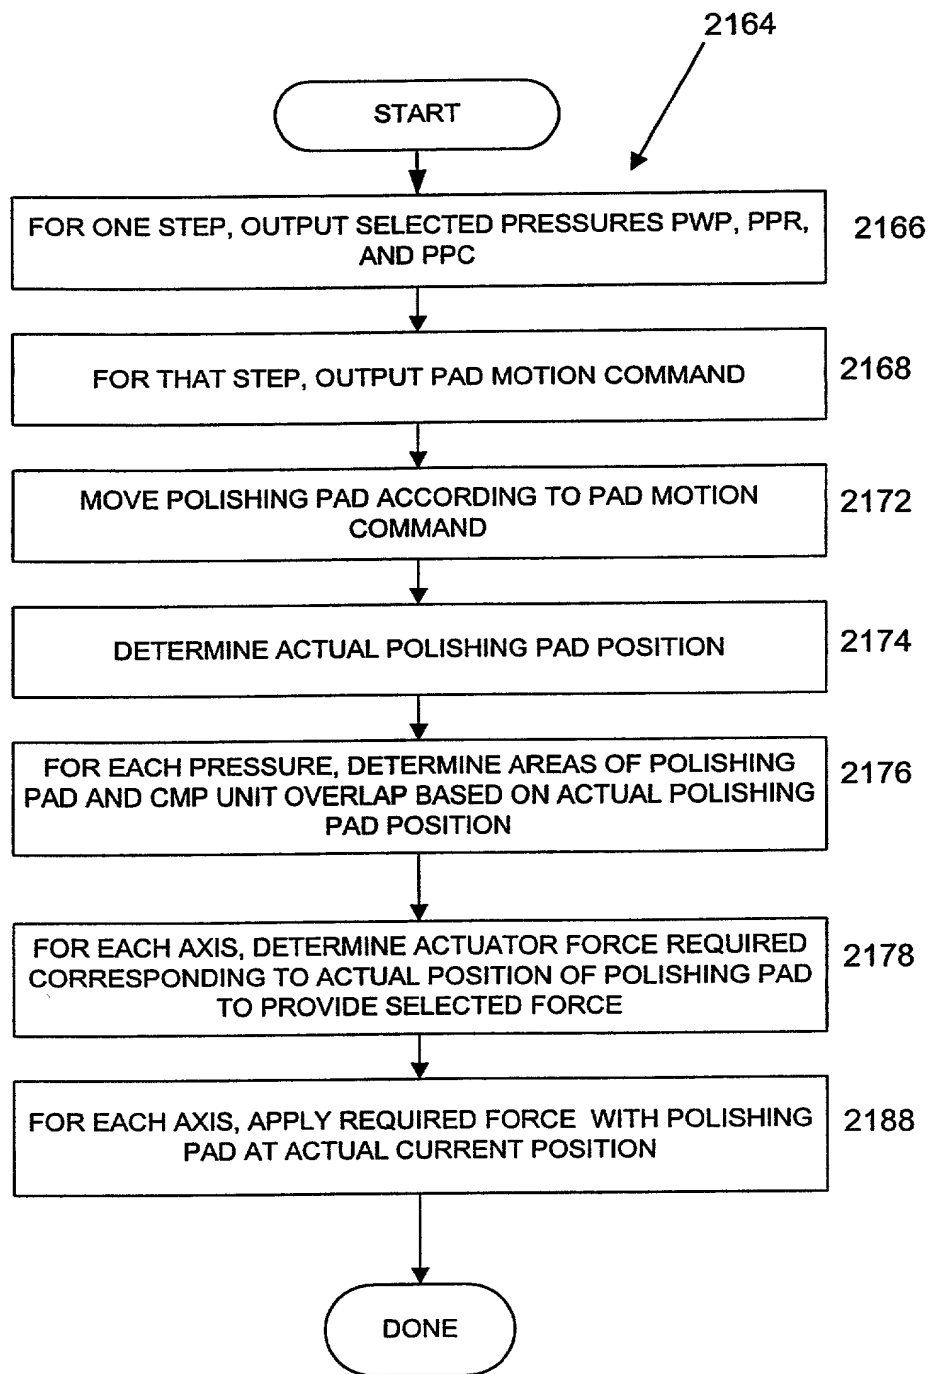 2164
START
FOR ONE STEP, OUTPUT SELECTED PRESSURES PWP, PPR,
AND PPC
2166
FOR THAT STEP, OUTPUT PAD MOTION COMMAND
2168
MOVE POLISHING PAD ACCORDING TO PAD MOTION
COMMAND
2172
DETERMINE ACTUAL POLISHING PAD POSITION
2174
FOR EACH PRESSURE, DETERMINE AREAS OF POLISHING
PAD AND CMP UNIT OVERLAP BASED ON ACTUAL POLISHING
PAD POSITION
2176
FOR EACH AXIS, DETERMINE ACTUATOR FORCE REQUIRED
CORRESPONDING TO ACTUAL POSITION OF POLISHING PAD
TO PROVIDE SELECTED FORCE
2178
FOR EACH AXIS, APPLY REQUIRED FORCE WITH POLISHING
PAD AT ACTUAL CURRENT POSITION
2188
DONE